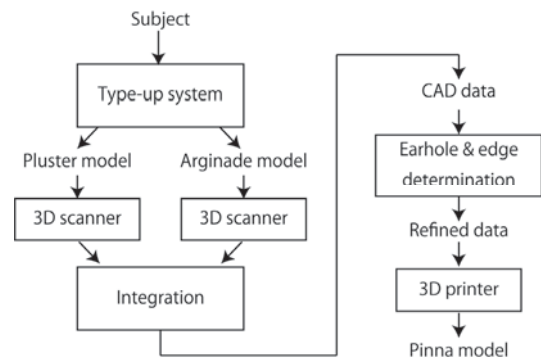 Subject
Type-up system
Pluster model
Arginade model
3D scanner
3D scanner
Integration
CAD data
Earhole & edge
determination
Refined data
3D printer
Pinna model